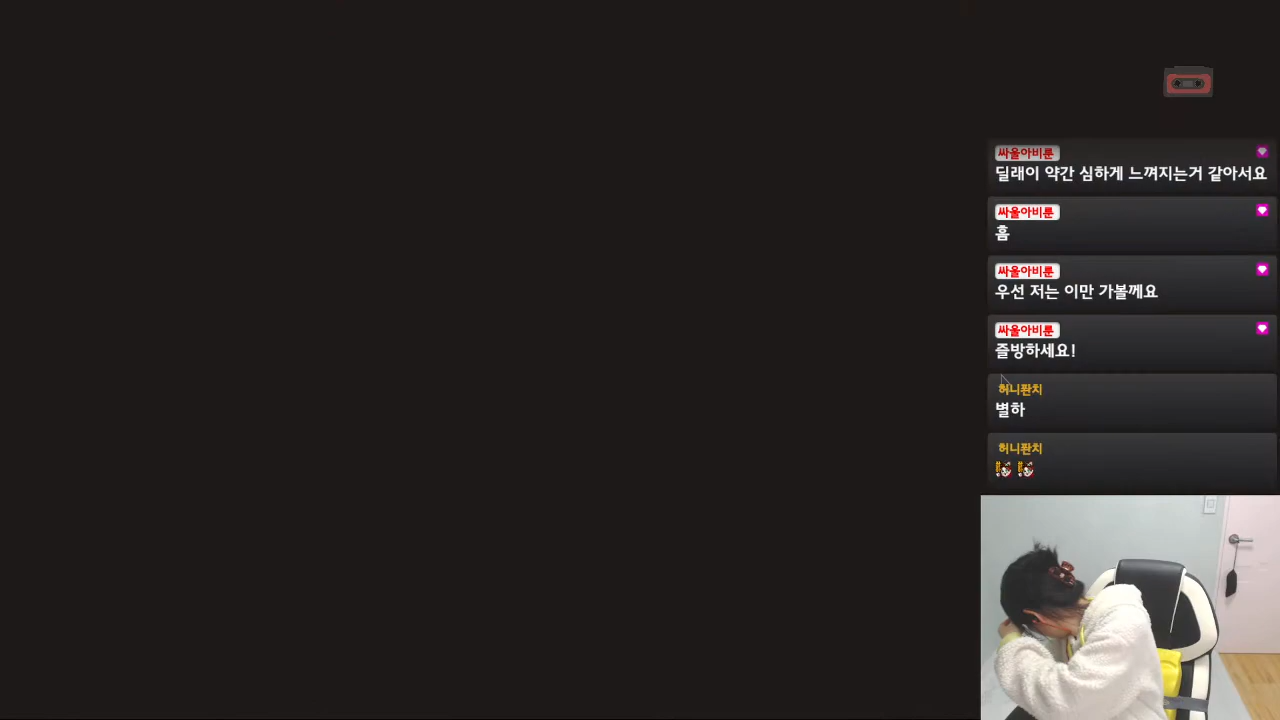 싸울아비룬
딜래이 약간 심하게 느껴지는거 같아서요
싸울아비룬
흠
싸울아비룬
우선 저는 이만 가볼께요
싸울아비룬
즐방하세요!
허니퐌치
별하
허니퐌치